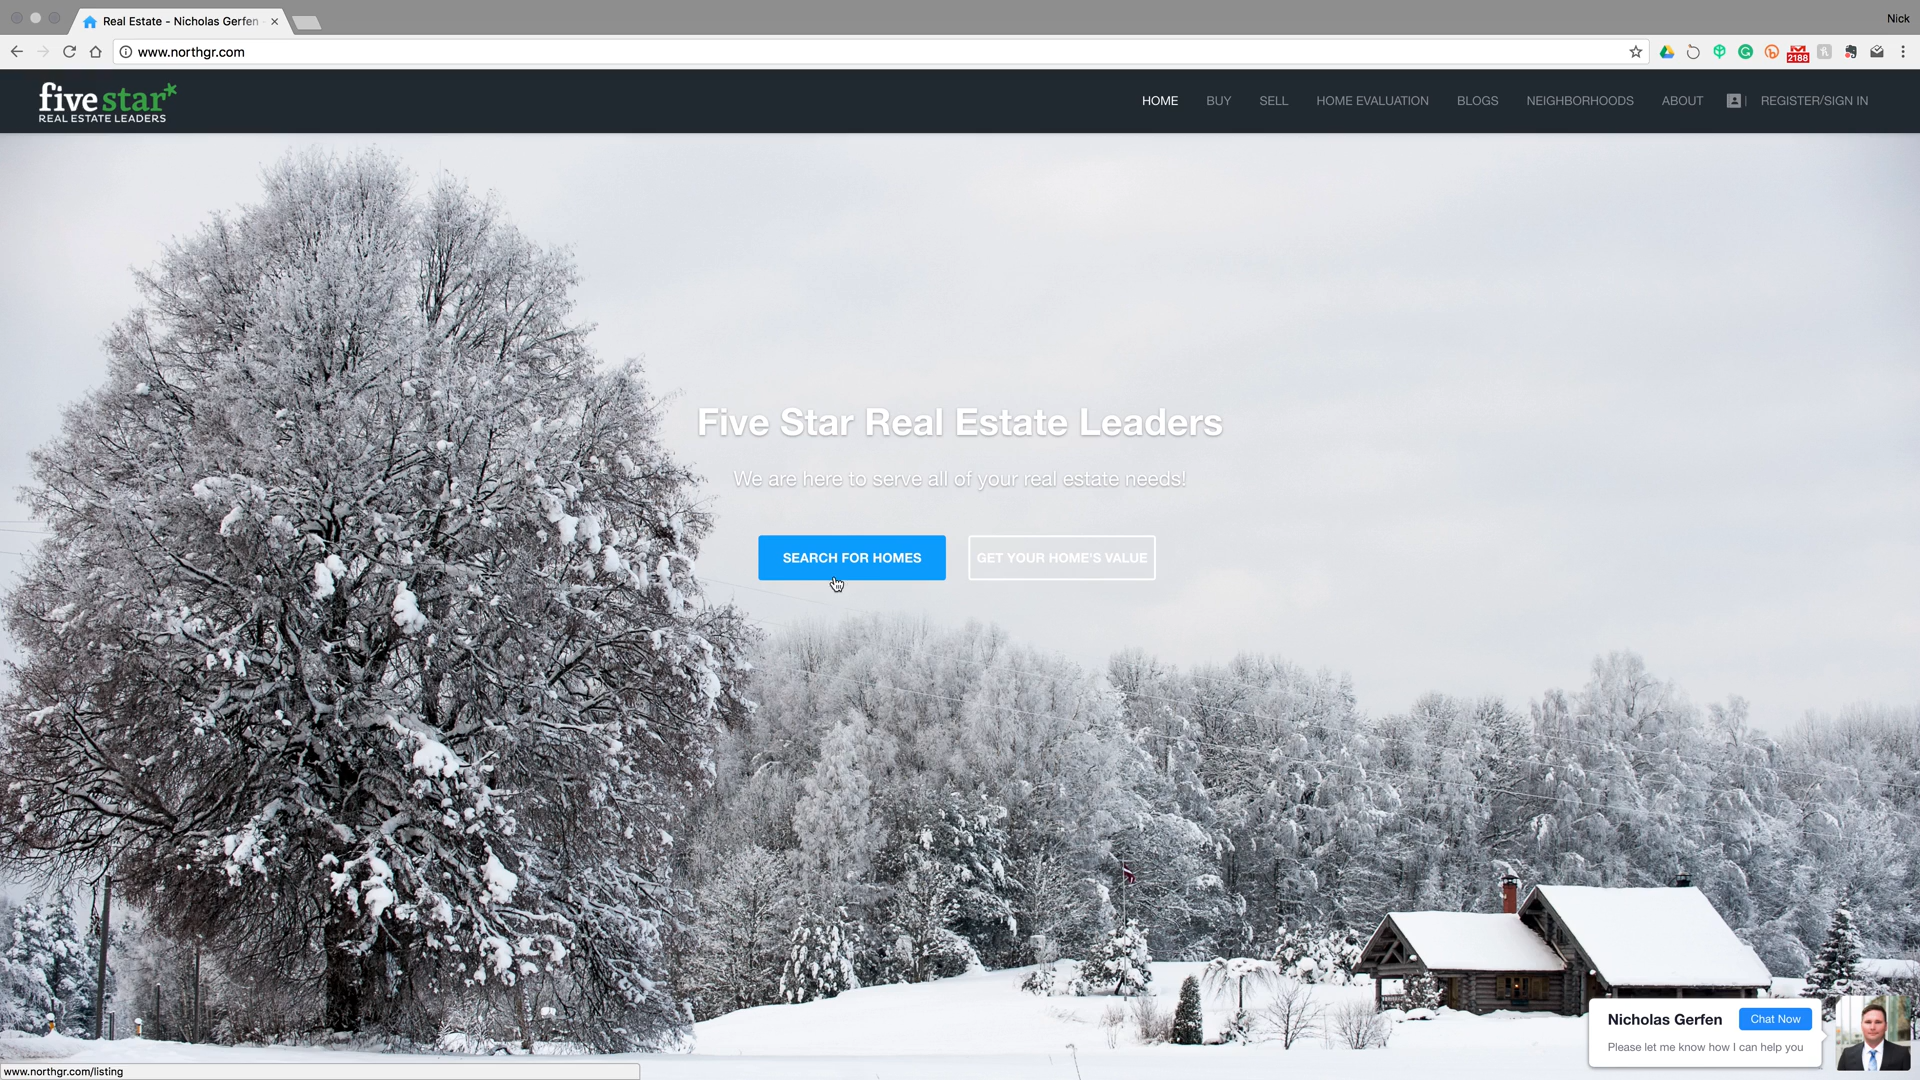 Real Estate - Nicholas Gerfen
Nick
www.northgr.com
2188
five star
REAL ESTATE LEADERS
HOME
BUY
SELL
HOME EVALUATION
BLOGS
NEIGHBORHOODS
ABOUT
REGISTER/SIGN IN
Five Star Real Estate Leaders
We are here to serve all of your real estate needs!
SEARCH FOR HOMES
GET YOUR HOME'S VALUE
Nicholas Gerfen
Chat Now
Please let me know how I can help you
www.northgr.com/listing